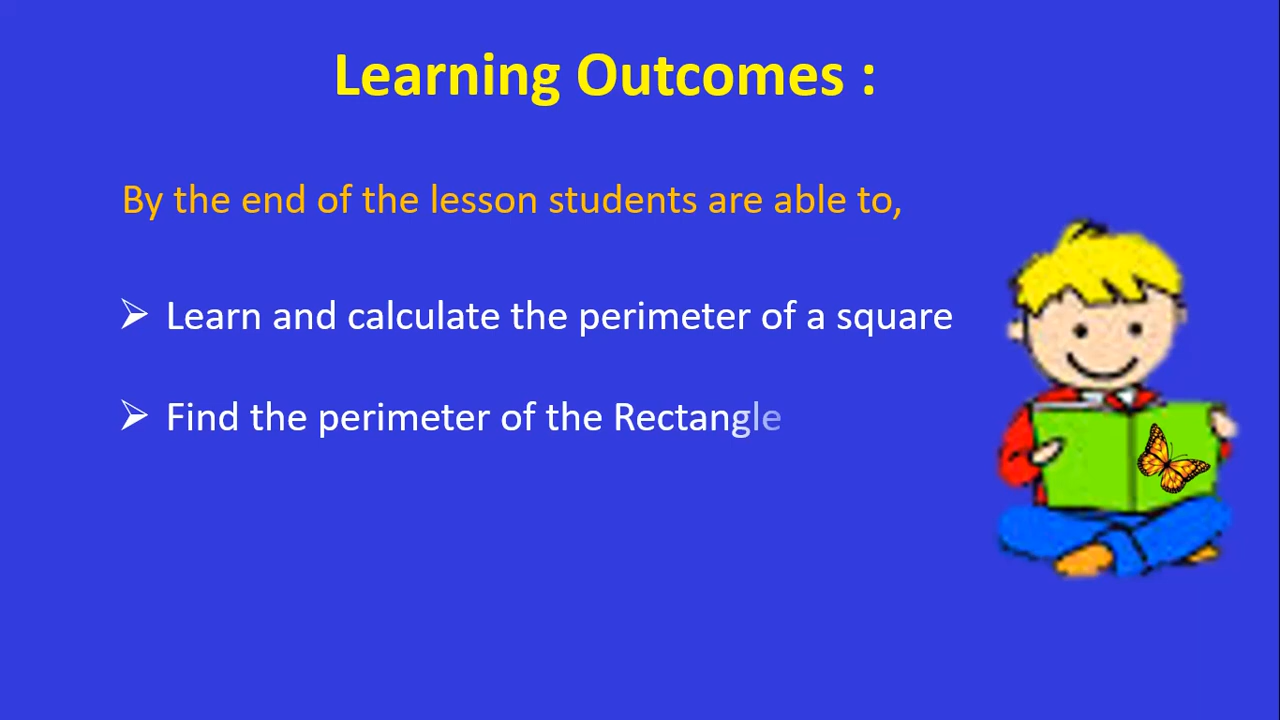 Learning Outcomes :
By the end of the lesson students are able to,
➢ Learn and calculate the perimeter of a square
➢ Find the perimeter of the Rectangle